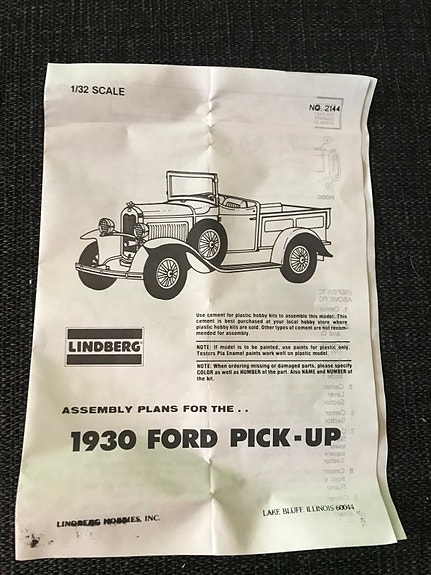 1/32 SCALE
NO. 2144
Use cement for plastic hobby kits to assemble this model. This
cement is best purchased at your local hobby store where
plastic hobby kits are sold. Other types of cement are not recom-
mended for assembly.
NOTE: If model is to be painted, use paints for plastic only.
Testors Pla Enamel paints work well on plastic model.
NOTE: When ordering missing or damaged parts, please specify
COLOR as well as NUMBER of the part. Also NAME and NUMBER of
the kit.
LINDBERG
ASSEMBLY PLANS FOR THE . .
1930 FORD PICK-UP
LINDBERG HOBBIES, INC.
LAKE BLUFF, ILLINOIS 60044